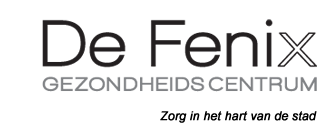 De Fenix
GEZONDHEIDSCENTRUM
Zorg in het hart van de stad